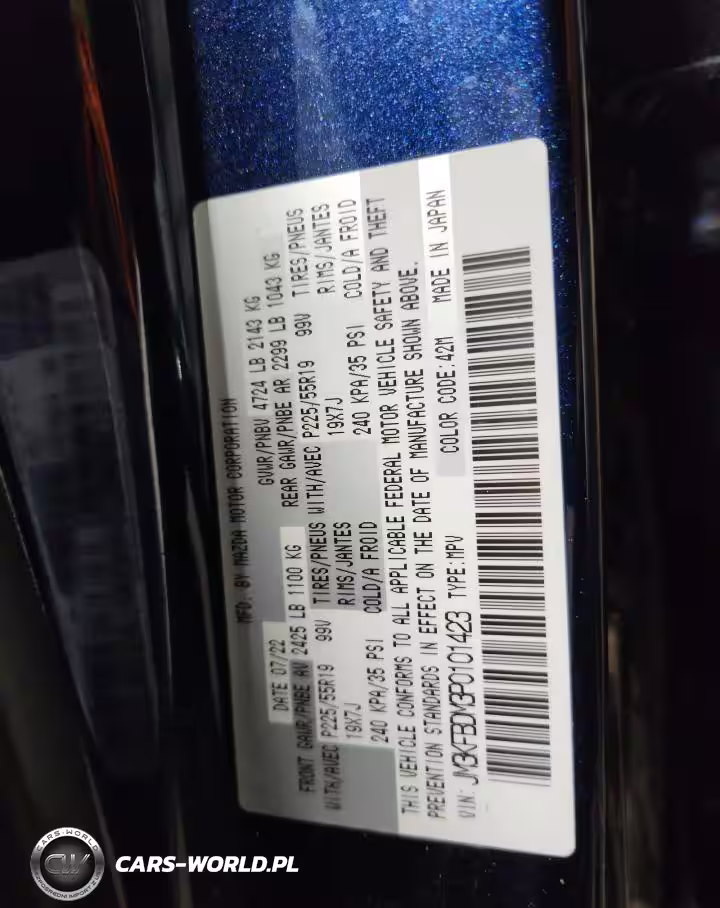 MFD. BY MAZDA MOTOR CORPORATION
DATE 07/22 GVWR/PNBV 4724 LB 2143 KG
FRONT GAWR/PNBE AV 2425 LB 1100 KG REAR GAWR/PNBE AR 2299 LB 1043 KG
WITH/AVEC P225/55R19 99V TIRES/PNEUS WITH/AVEC P225/55R19 99V TIRES/PNEUS
19X7J RIMS/JANTES 19X7J RIMS/JANTES
240 KPA/35 PSI COLD/A FROID 240 KPA/35 PSI COLD/A FROID
THIS VEHICLE CONFORMS TO ALL APPLICABLE FEDERAL MOTOR VEHICLE SAFETY AND THEFT
PREVENTION STANDARDS IN EFFECT ON THE DATE OF MANUFACTURE SHOWN ABOVE.
VIN: JM3KFBDM3P0101423 TYPE:MPV COLOR CODE:42M MADE IN JAPAN
CARS-WORLD
CW
CARS-WORLD.PL